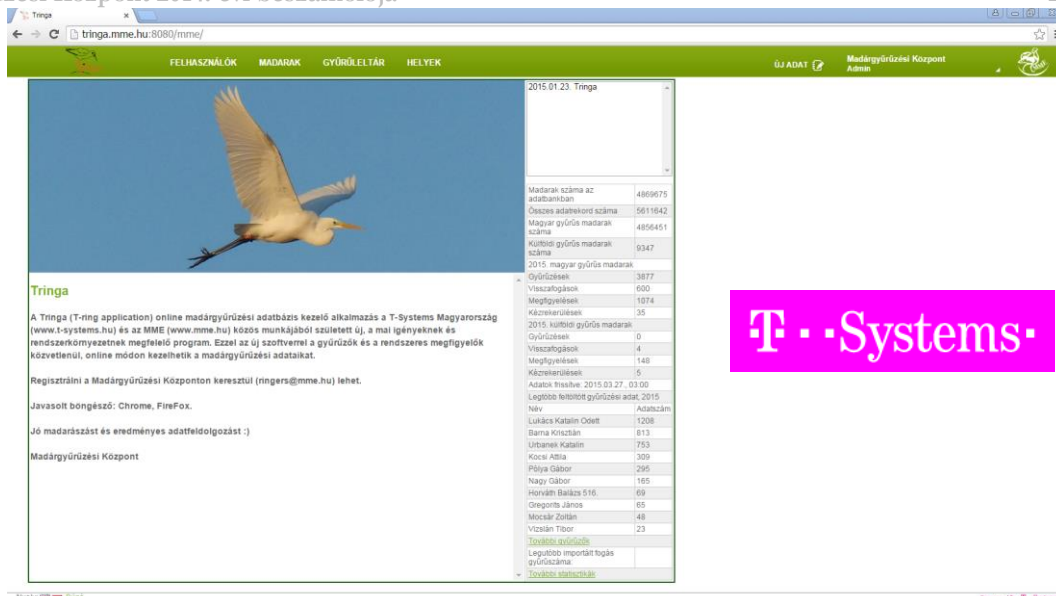 Tringa
tringa.mme.hu:8080/mme/
FELHASZNÁLÓK MADARAK GYŰRŰLELTÁR HELYEK
ÚJ ADAT
Madárgyűrűzési Központ
Admin
2015.01.23. Tringa
Tringa
A Tringa (T-ring application) online madárgyűrűzési adatbázis kezelő alkalmazás a T-Systems Magyarország
(www.t-systems.hu) és az MME (www.mme.hu) közös munkájából született új, a mai igényeknek és
rendszerkörnyezetnek megfelelő program. Ezzel az új szoftverrel a gyűrűzők és a rendszeres megfigyelők
közvetlenül, online módon kezelhetik a madárgyűrűzési adataikat.
Regisztrálni a Madárgyűrűzési Központon keresztül (ringers@mme.hu) lehet.
Javasolt böngésző: Chrome, FireFox.
Jó madarászást és eredményes adatfeldolgozást :)
Madárgyűrűzési Központ
Madarak száma az
adatbankban 4869675
Összes adatrekord száma 5611642
Magyar gyűrűs madarak
száma 4856451
Külföldi gyűrűs madarak
száma 9347
2015. magyar gyűrűs madarak
Gyűrűzések 3877
Visszafogások 600
Megfigyelések 1074
Kézrekerülések 35
2015. külföldi gyűrűs madarak
Gyűrűzések 0
Visszafogások 4
Megfigyelések 148
Kézrekerülések 5
Adatok frissítve: 2015.03.27., 03:00
Legtöbb feltöltött gyűrűzési adat, 2015
Név Adatszám
Lukács Katalin Odett 1208
Barna Krisztián 813
Urbanek Katalin 753
Kocsi Attila 309
Pólya Gábor 295
Nagy Gábor 165
Horváth Balázs 516. 69
Gregorits János 65
Mocsár Zoltán 48
Vizslán Tibor 23
További gyűrűzők
Legutóbb importált fogás
gyűrűszáma:
További statisztikák
T · · Systems ·